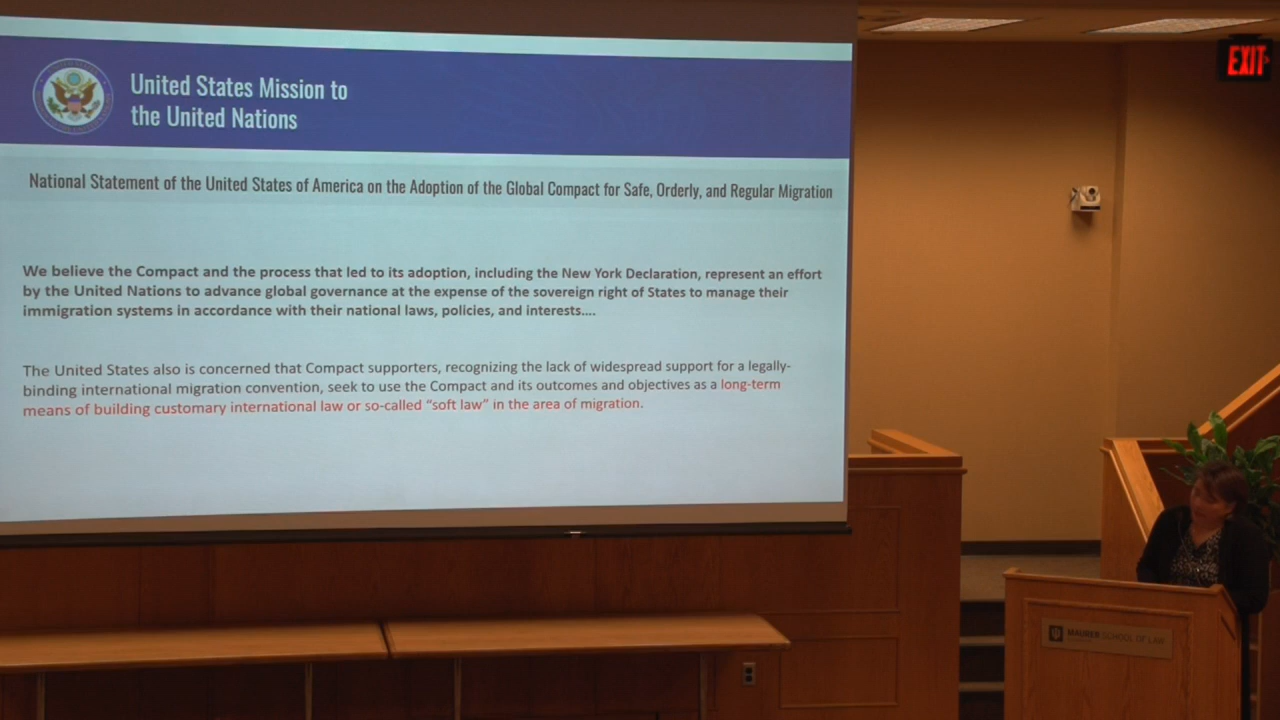 United States Mission to
the United Nations
EXIT
National Statement of the United States of America on the Adoption of the Global Compact for Safe, Orderly, and Regular Migration
We believe the Compact and the process that led to its adoption, including the New York Declaration, represent an effort
by the United Nations to advance global governance at the expense of the sovereign right of States to manage their
immigration systems in accordance with their national laws, policies, and interests....
The United States also is concerned that Compact supporters, recognizing the lack of widespread support for a legally-
binding international migration convention, seek to use the Compact and its outcomes and objectives as a long-term
means of building customary international law or so-called “soft law” in the area of migration.
MAURER SCHOOL OF LAW